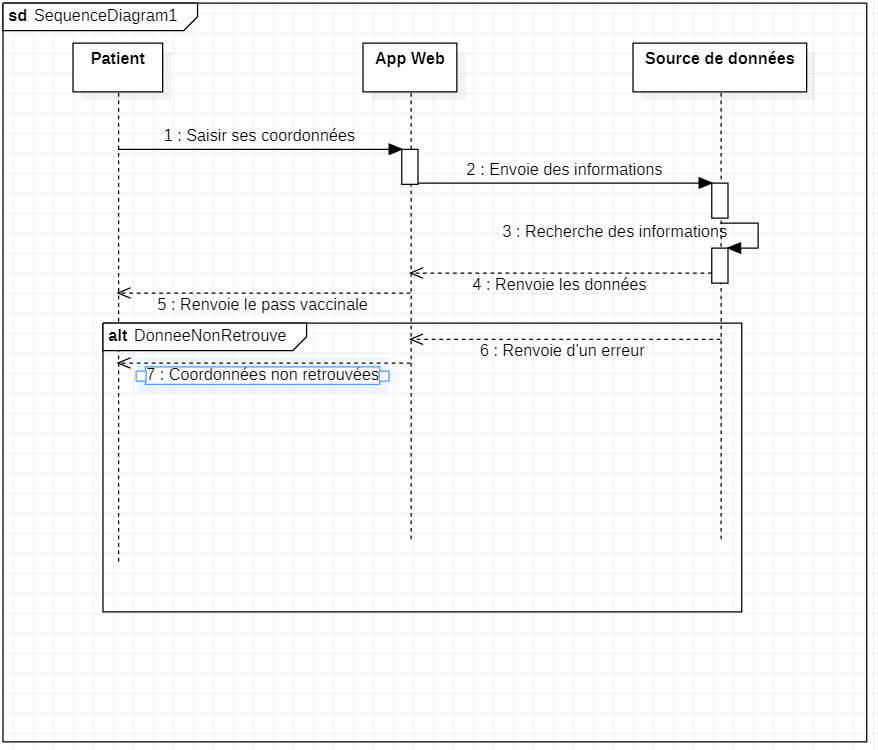 sd SequenceDiagram1
Patient
App Web
Source de données
1 : Saisir ses coordonnées
2 : Envoie des informations
3 : Recherche des informations
4 : Renvoie les données
5 : Renvoie le pass vaccinale
alt DonneeNonRetrouve
6 : Renvoie d'un erreur
7 : Coordonnées non retrouvées